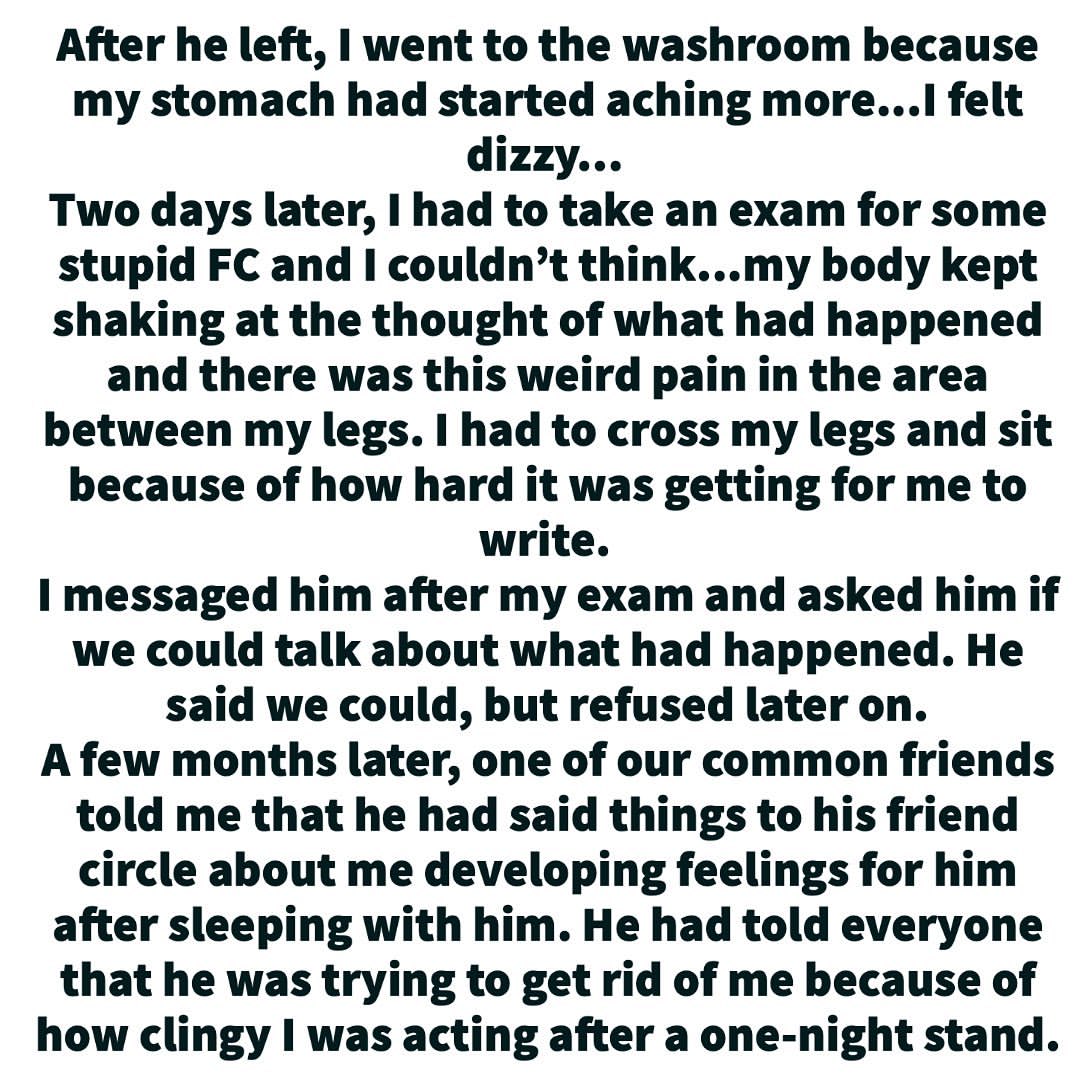 After he left, I went to the washroom because
my stomach had started aching more...I felt
dizzy...
Two days later, I had to take an exam for some
stupid FC and I couldn’t think...my body kept
shaking at the thought of what had happened
and there was this weird pain in the area
between my legs. I had to cross my legs and sit
because of how hard it was getting for me to
write.
I messaged him after my exam and asked him if
we could talk about what had happened. He
said we could, but refused later on.
A few months later, one of our common friends
told me that he had said things to his friend
circle about me developing feelings for him
after sleeping with him. He had told everyone
that he was trying to get rid of me because of
how clingy I was acting after a one-night stand.